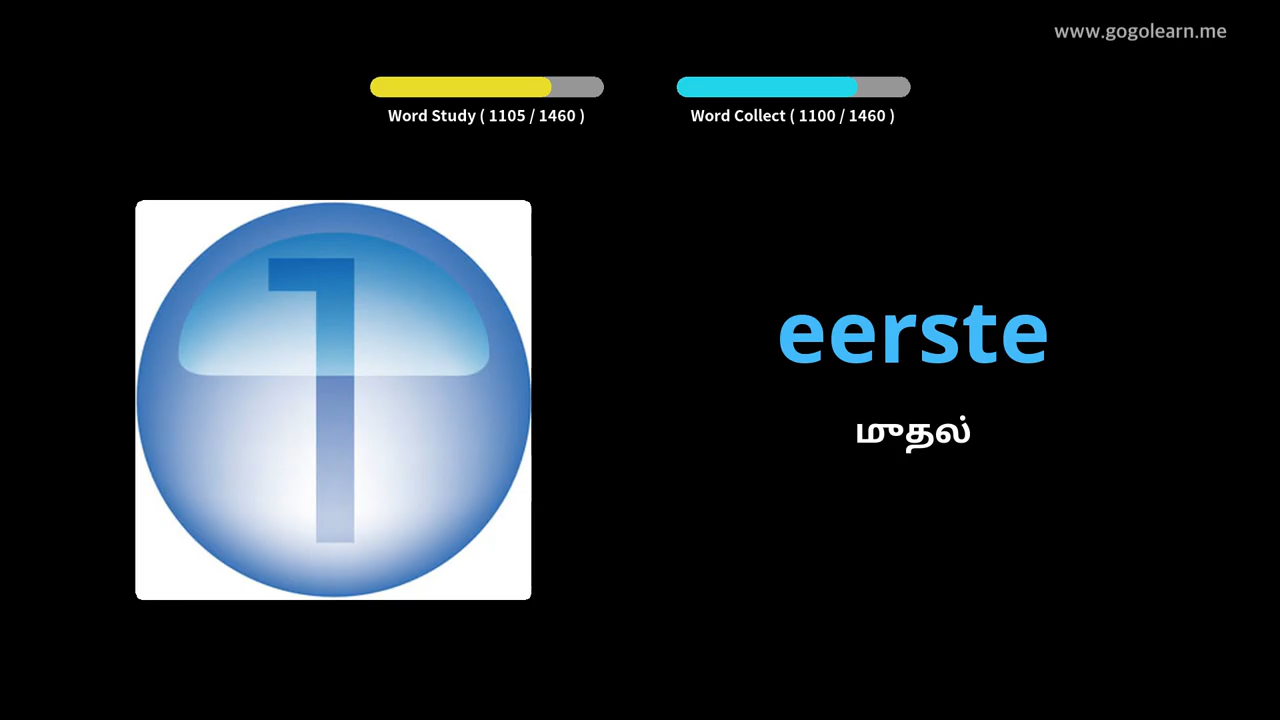 www.gogolearn.me
Word Study ( 1105 / 1460 )
Word Collect ( 1100 / 1460 )
1
eerste
முதல்